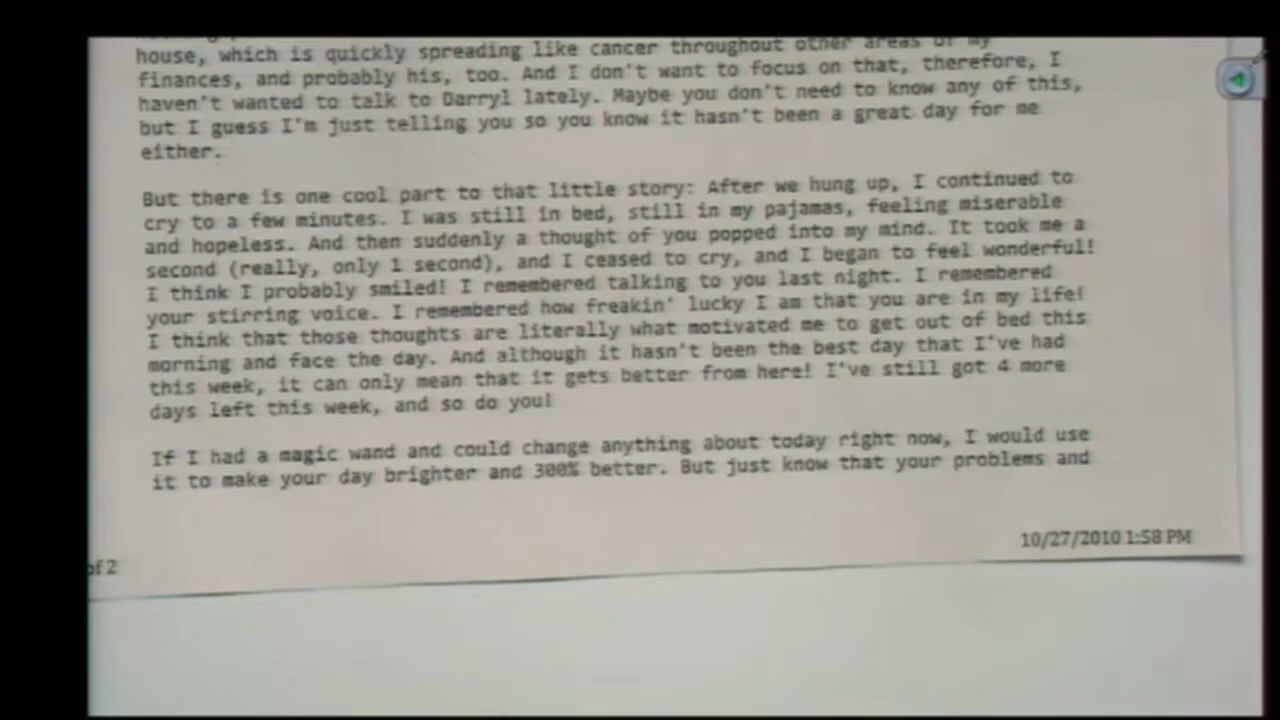 house, which is quickly spreading like cancer throughout other areas of my
finances, and probably his, too. And I don't want to focus on that, therefore, I
haven't wanted to talk to Darryl lately. Maybe you don't need to know any of this,
but I guess I'm just telling you so you know it hasn't been a great day for me
either.
But there is one cool part to that little story: After we hung up, I continued to
cry to a few minutes. I was still in bed, still in my pajamas, feeling miserable
and hopeless. And then suddenly a thought of you popped into my mind. It took me a
second (really, only 1 second), and I ceased to cry, and I began to feel wonderful!
I think I probably smiled! I remembered talking to you last night. I remembered
your stirring voice. I remembered how freakin' lucky I am that you are in my life!
I think that those thoughts are literally what motivated me to get out of bed this
morning and face the day. And although it hasn't been the best day that I've had
this week, it can only mean that it gets better from here! I've still got 4 more
days left this week, and so do you!
If I had a magic wand and could change anything about today right now, I would use
it to make your day brighter and 300% better. But just know that your problems and
of 2
10/27/2010 1:58 PM